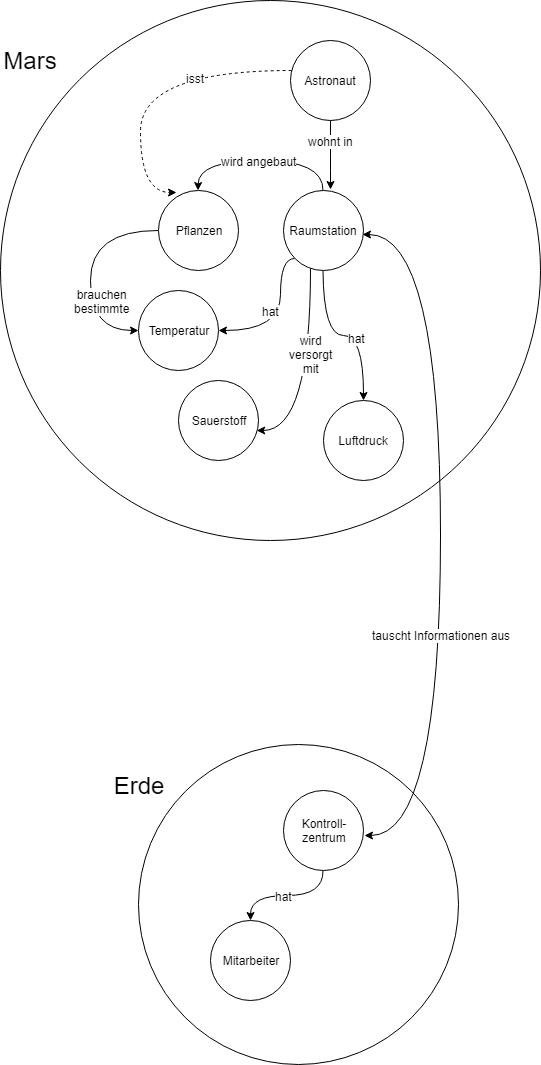 Mars
isst
Astronaut
wohnt in
wird angebaut
Pflanzen
Raumstation
brauchen
bestimmte
hat
Temperatur
wird
versorgt
mit
hat
Sauerstoff
Luftdruck
tauscht Informationen aus
Erde
Kontroll-
zentrum
hat
Mitarbeiter